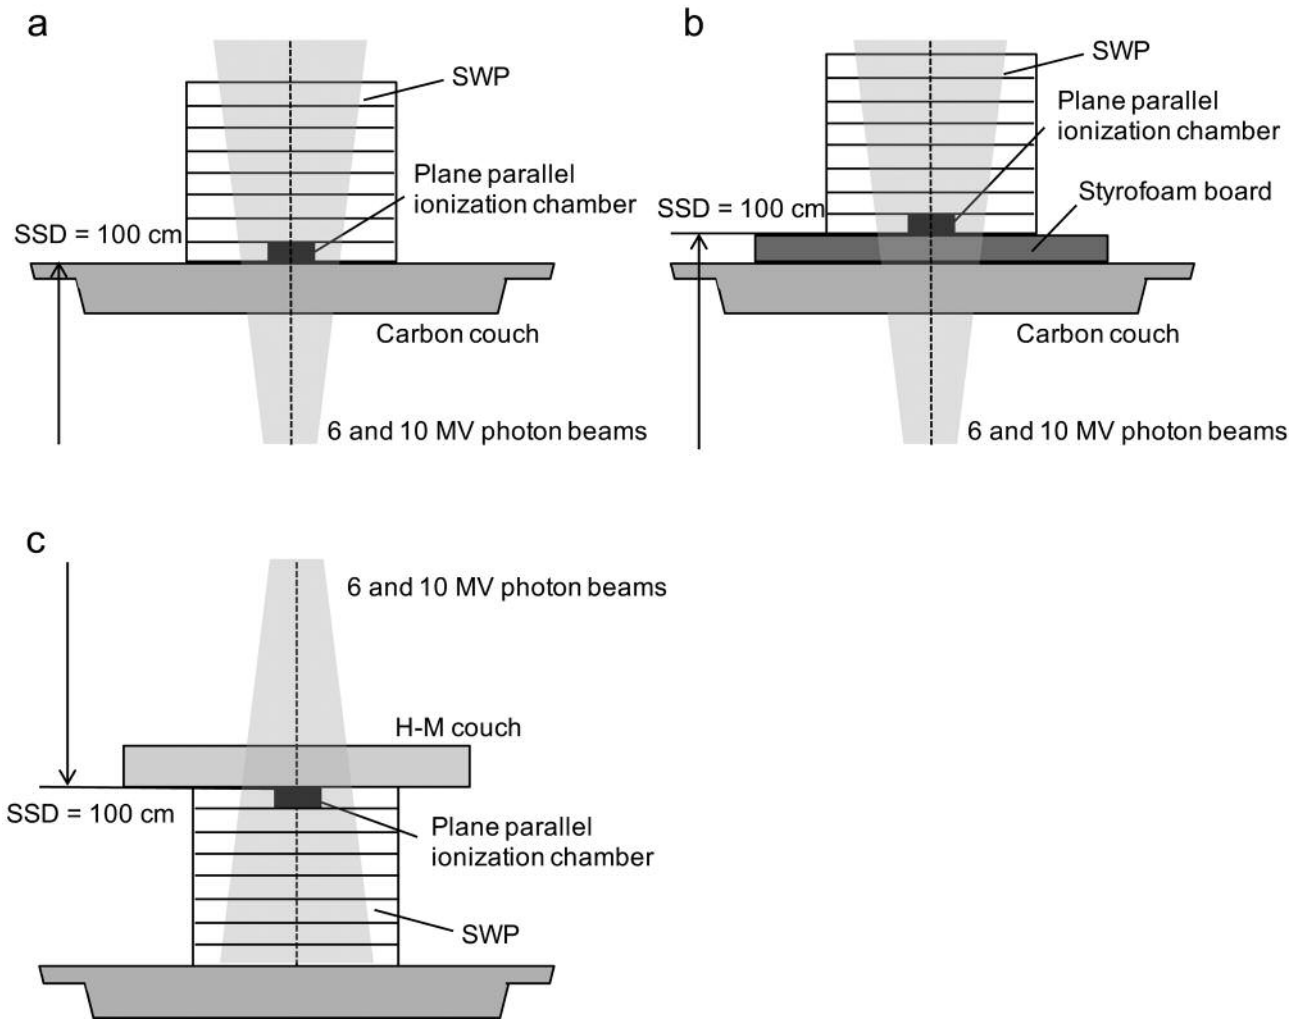 a
SWP
Plane parallel
ionization chamber
SSD = 100 cm
Carbon couch
6 and 10 MV photon beams
b
SWP
Plane parallel
ionization chamber
Styrofoam board
SSD = 100 cm
Carbon couch
6 and 10 MV photon beams
c
6 and 10 MV photon beams
H-M couch
SSD = 100 cm
Plane parallel
ionization chamber
SWP